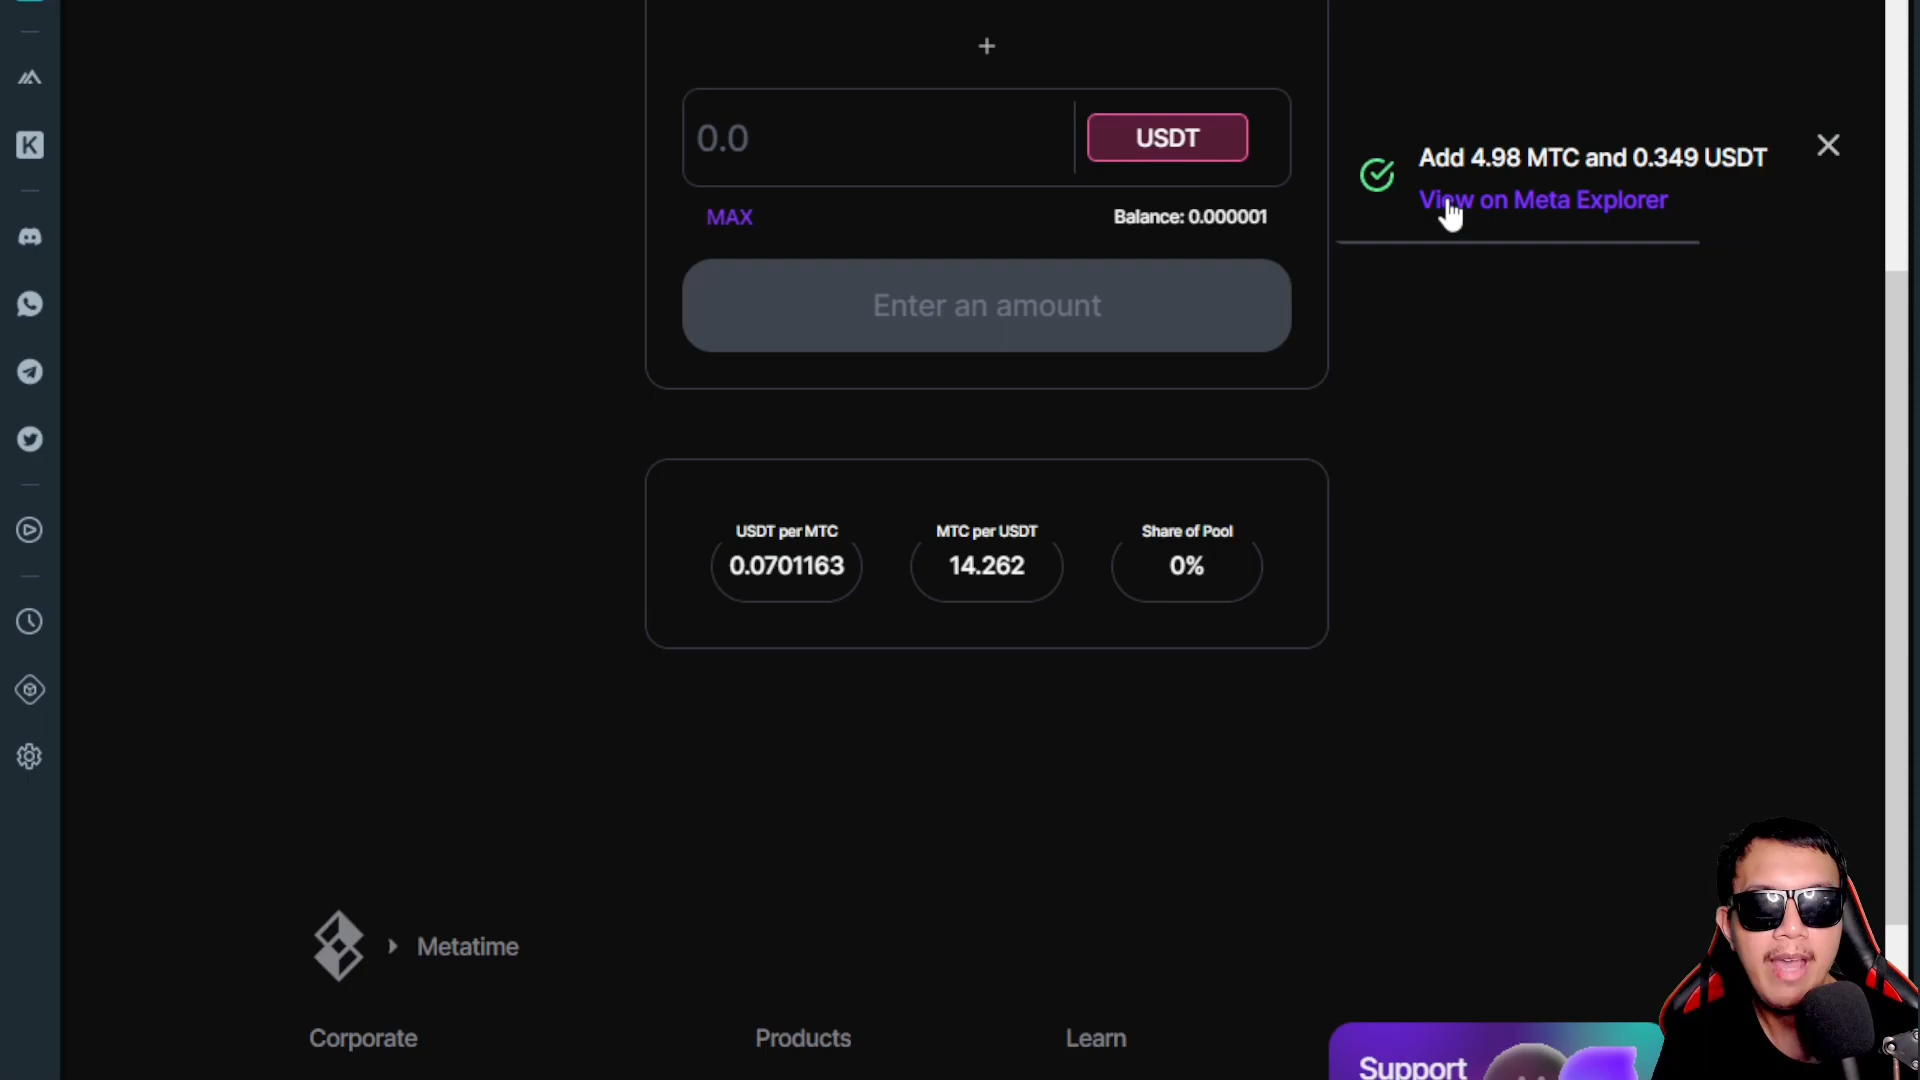 +
0.0
USDT
MAX
Balance: 0.000001
Enter an amount
Add 4.98 MTC and 0.349 USDT
View on Meta Explorer
USDT per MTC
MTC per USDT
Share of Pool
0.0701163
14.262
0%
Metatime
Corporate
Products
Learn
Support
K